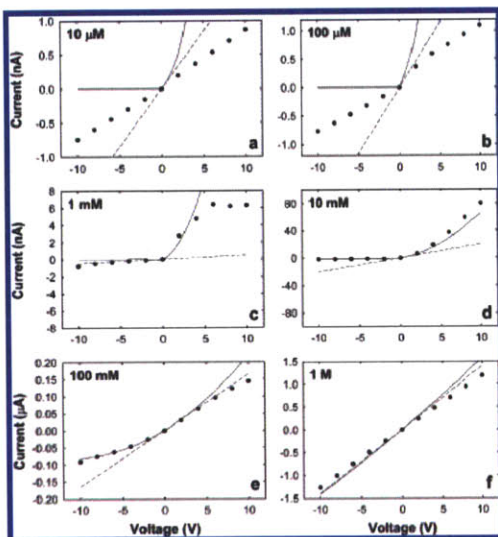 10 µM
Current (nA)
1.0
0.5
0.0
-0.5
-1.0
-10 -5 0 5 10
a
100 µM
1.0
0.5
0.0
-0.5
-1.0
-10 -5 0 5 10
b
1 mM
Current (nA)
8
6
4
2
0
-2
-4
-6
-8
-10 -5 0 5 10
c
10 mM
80
40
0
-40
-80
-10 -5 0 5 10
d
100 mM
Current (µA)
0.20
0.15
0.10
0.05
0.00
-0.05
-0.10
-0.15
-0.20
-10 -5 0 5 10
Voltage (V)
e
1 M
1.5
1.0
0.5
0.0
-0.5
-1.0
-1.5
-10 -5 0 5 10
Voltage (V)
f